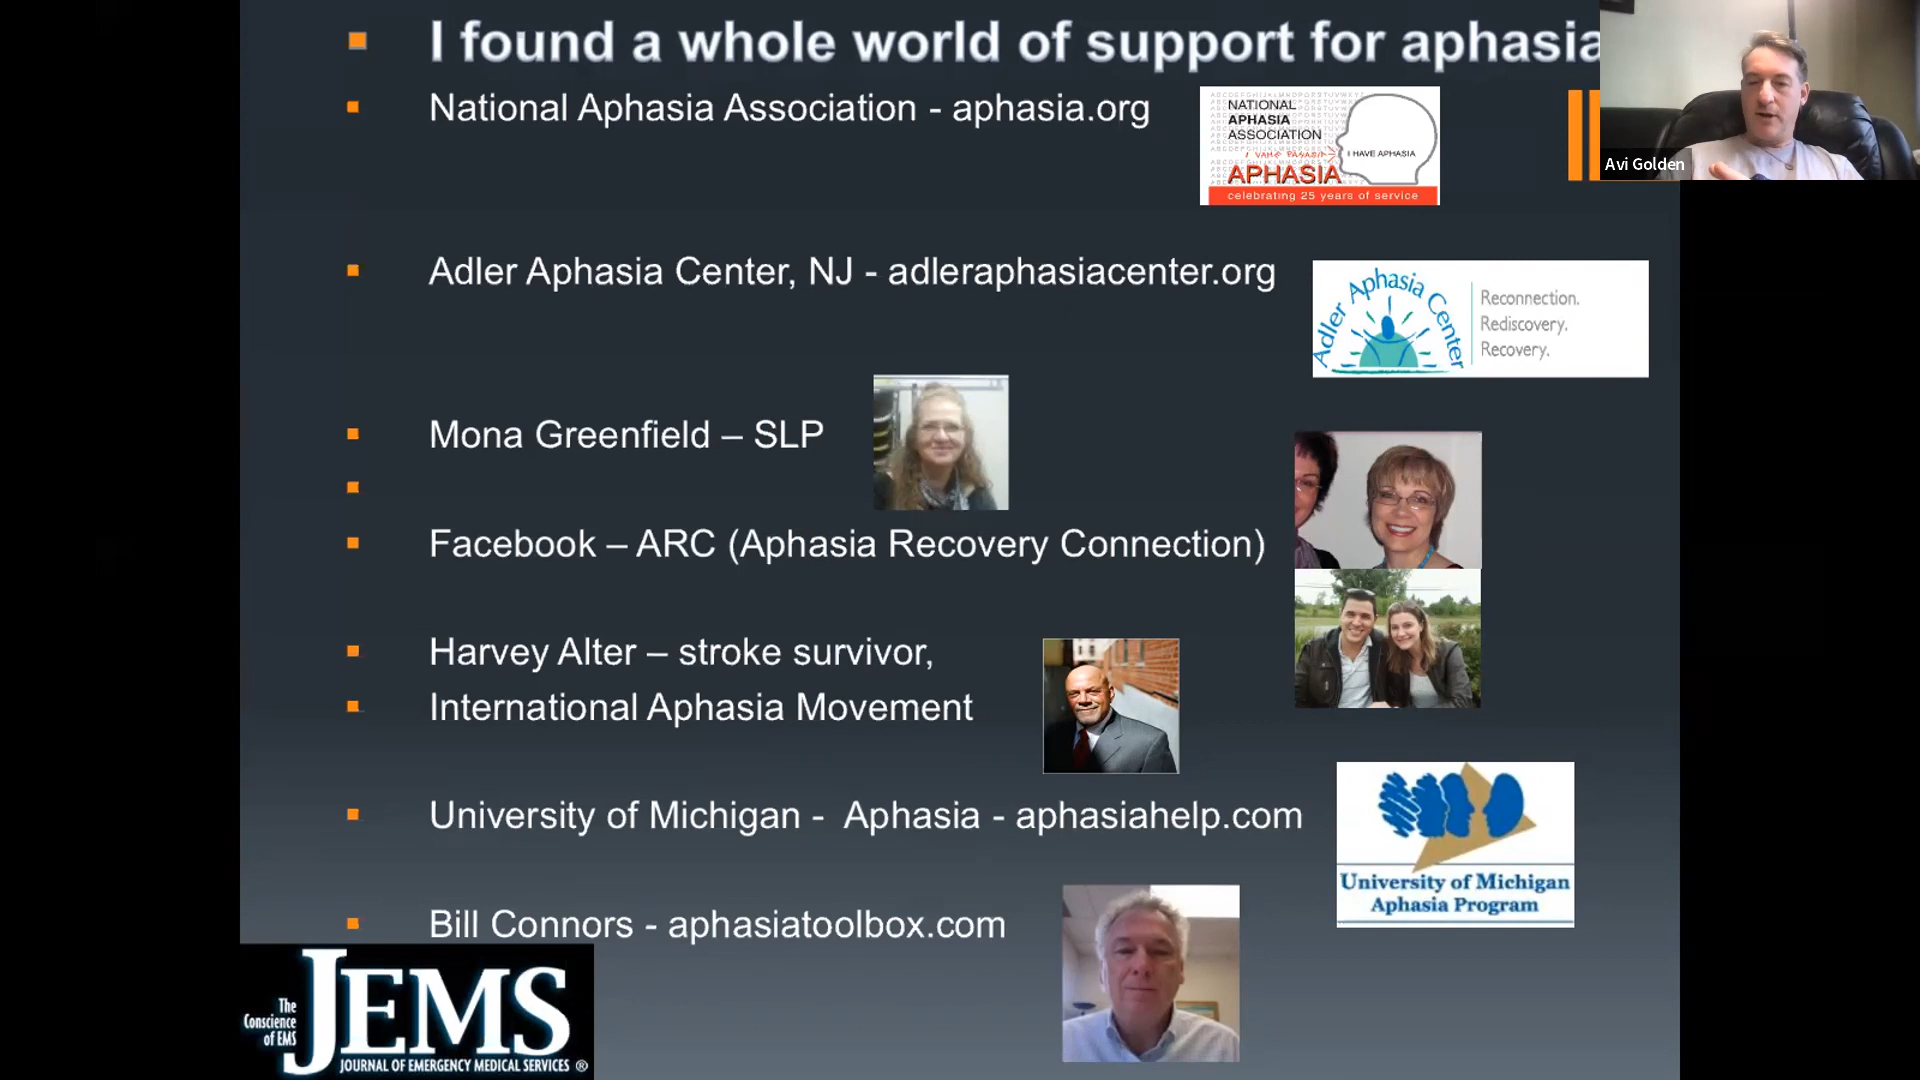 I found a whole world of support for aphasia
National Aphasia Association - aphasia.org
NATIONAL
APHASIA
ASSOCIATION
I HAVE APHASIA
APHASIA
celebrating 25 years of service
Avi Golden
Adler Aphasia Center, NJ - adleraphasiacenter.org
Adler Aphasia Center
Reconnection.
Rediscovery.
Recovery.
Mona Greenfield – SLP
Facebook – ARC (Aphasia Recovery Connection)
Harvey Alter – stroke survivor,
International Aphasia Movement
University of Michigan - Aphasia - aphasiahelp.com
University of Michigan
Aphasia Program
Bill Connors - aphasiatoolbox.com
The
Conscience
of EMS
JEMS
JOURNAL OF EMERGENCY MEDICAL SERVICES ®